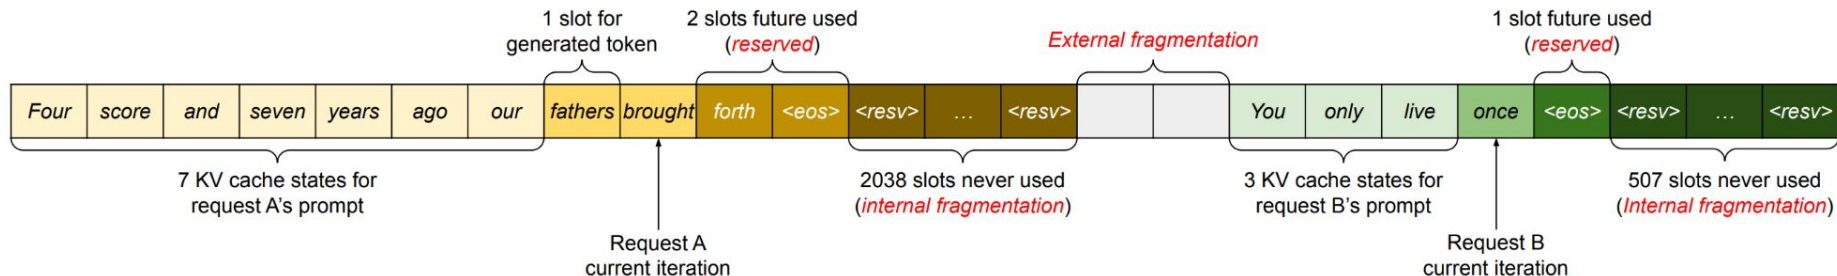 1 slot for
generated token
2 slots future used
(reserved)
External fragmentation
1 slot future used
(reserved)
Four score and seven years ago our fathers brought forth <eos> <resv> ... <resv> You only live once <eos> <resv> ... <resv>
7 KV cache states for
request A's prompt
2038 slots never used
(internal fragmentation)
3 KV cache states for
request B's prompt
507 slots never used
(Internal fragmentation)
Request A
current iteration
Request B
current iteration